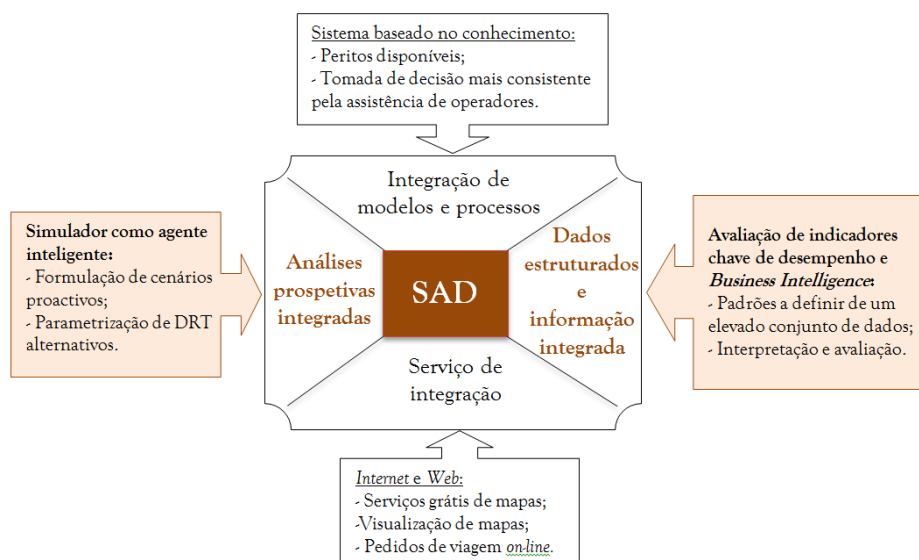 Sistema baseado no conhecimento:
- Peritos disponíveis;
- Tomada de decisão mais consistente
pela assistência de operadores.
Integração de
modelos e processos
Simulador como agente
inteligente:
- Formulação de cenários
proactivos;
- Parametrização de DRT
alternativos.
Análises
prospetivas
integradas
SAD
Dados
estruturados
e
informação
integrada
Avaliação de indicadores
chave de desempenho e
Business Intelligence:
- Padrões a definir de um
elevado conjunto de dados;
- Interpretação e avaliação.
Serviço de
integração
Internet e Web:
- Serviços grátis de mapas;
-Visualização de mapas;
- Pedidos de viagem on-line.